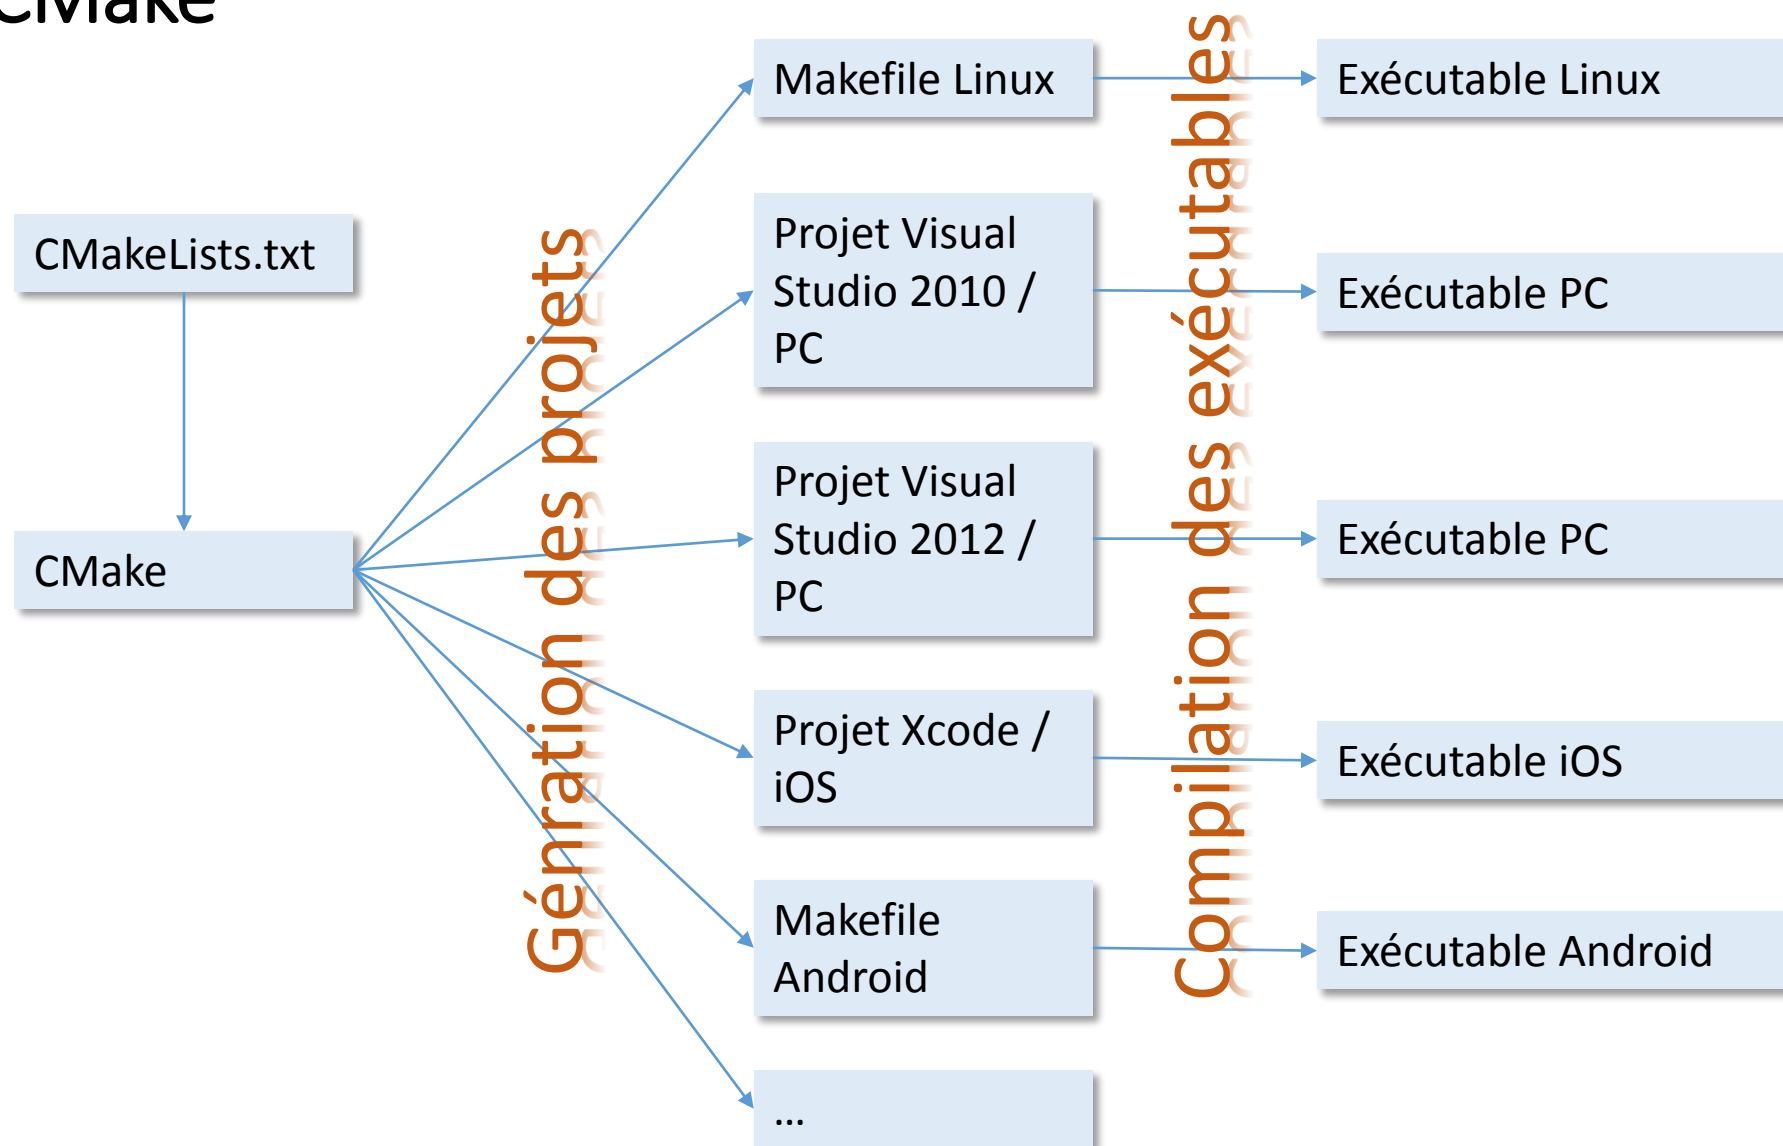 CMake
Makefile Linux
Exécutable Linux
CMakeLists.txt
Projet Visual
Studio 2010 /
PC
Exécutable PC
Génration des projets
Compilation des exécutables
Projet Visual
Studio 2012 /
PC
Exécutable PC
CMake
Projet Xcode /
iOS
Exécutable iOS
Makefile
Android
Exécutable Android
...